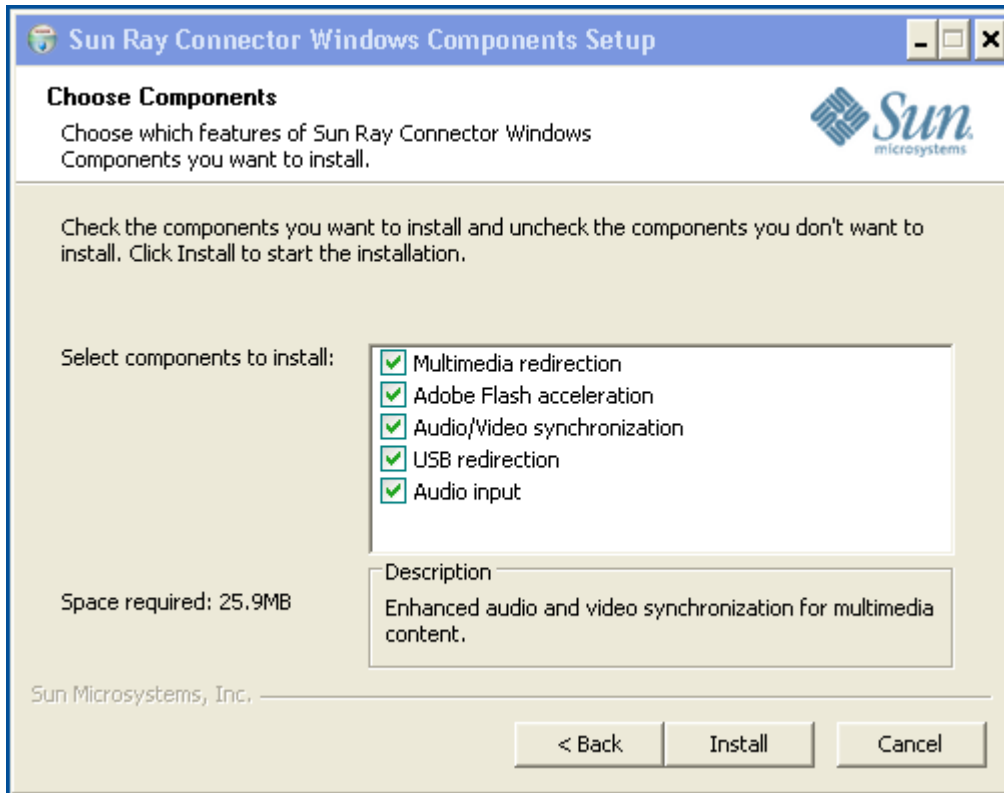 Sun Ray Connector Windows Components Setup
Choose Components
Choose which features of Sun Ray Connector Windows
Components you want to install.
Sun
microsystems
Check the components you want to install and uncheck the components you don't want to
install. Click Install to start the installation.
Select components to install:
Multimedia redirection
Adobe Flash acceleration
Audio/Video synchronization
USB redirection
Audio input
Space required: 25.9MB
Description
Enhanced audio and video synchronization for multimedia
content.
Sun Microsystems, Inc.
< Back
Install
Cancel